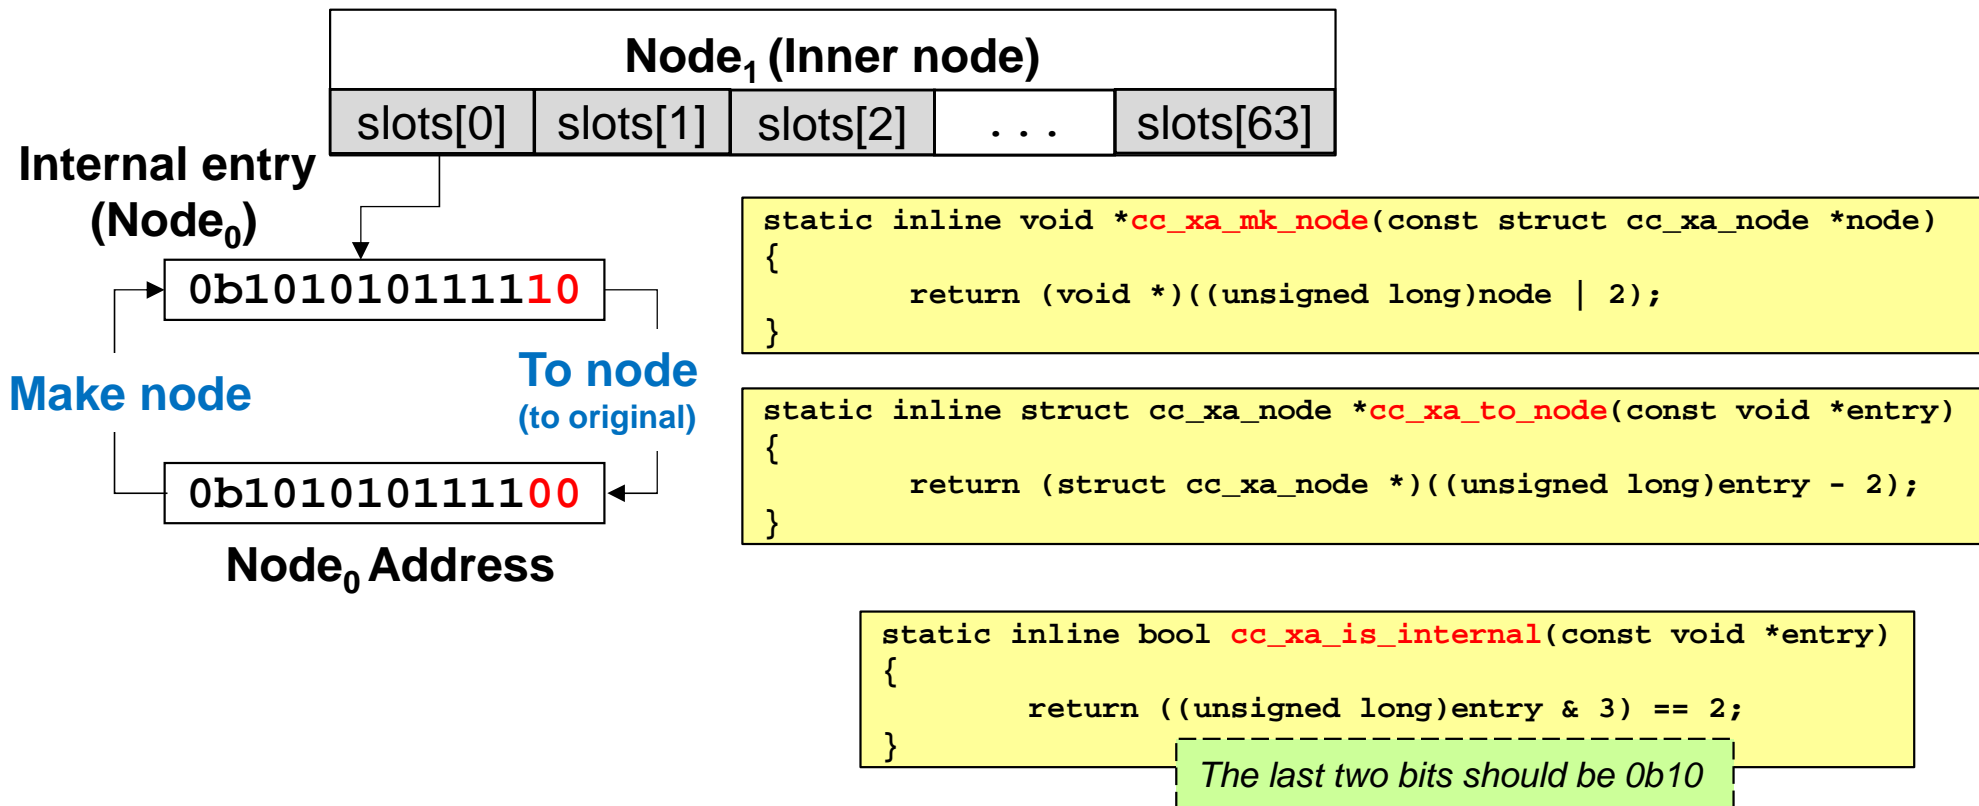 Node₁ (Inner node)
slots[0] slots[1] slots[2] . . . slots[63]
Internal entry
(Node₀)
0b101010111110
Make node
To node
(to original)
0b101010111100
Node₀ Address
static inline void *cc_xa_mk_node(const struct cc_xa_node *node)
{
return (void *)((unsigned long)node | 2);
}
static inline struct cc_xa_node *cc_xa_to_node(const void *entry)
{
return (struct cc_xa_node *)((unsigned long)entry - 2);
}
static inline bool cc_xa_is_internal(const void *entry)
{
return ((unsigned long)entry & 3) == 2;
}
The last two bits should be 0b10